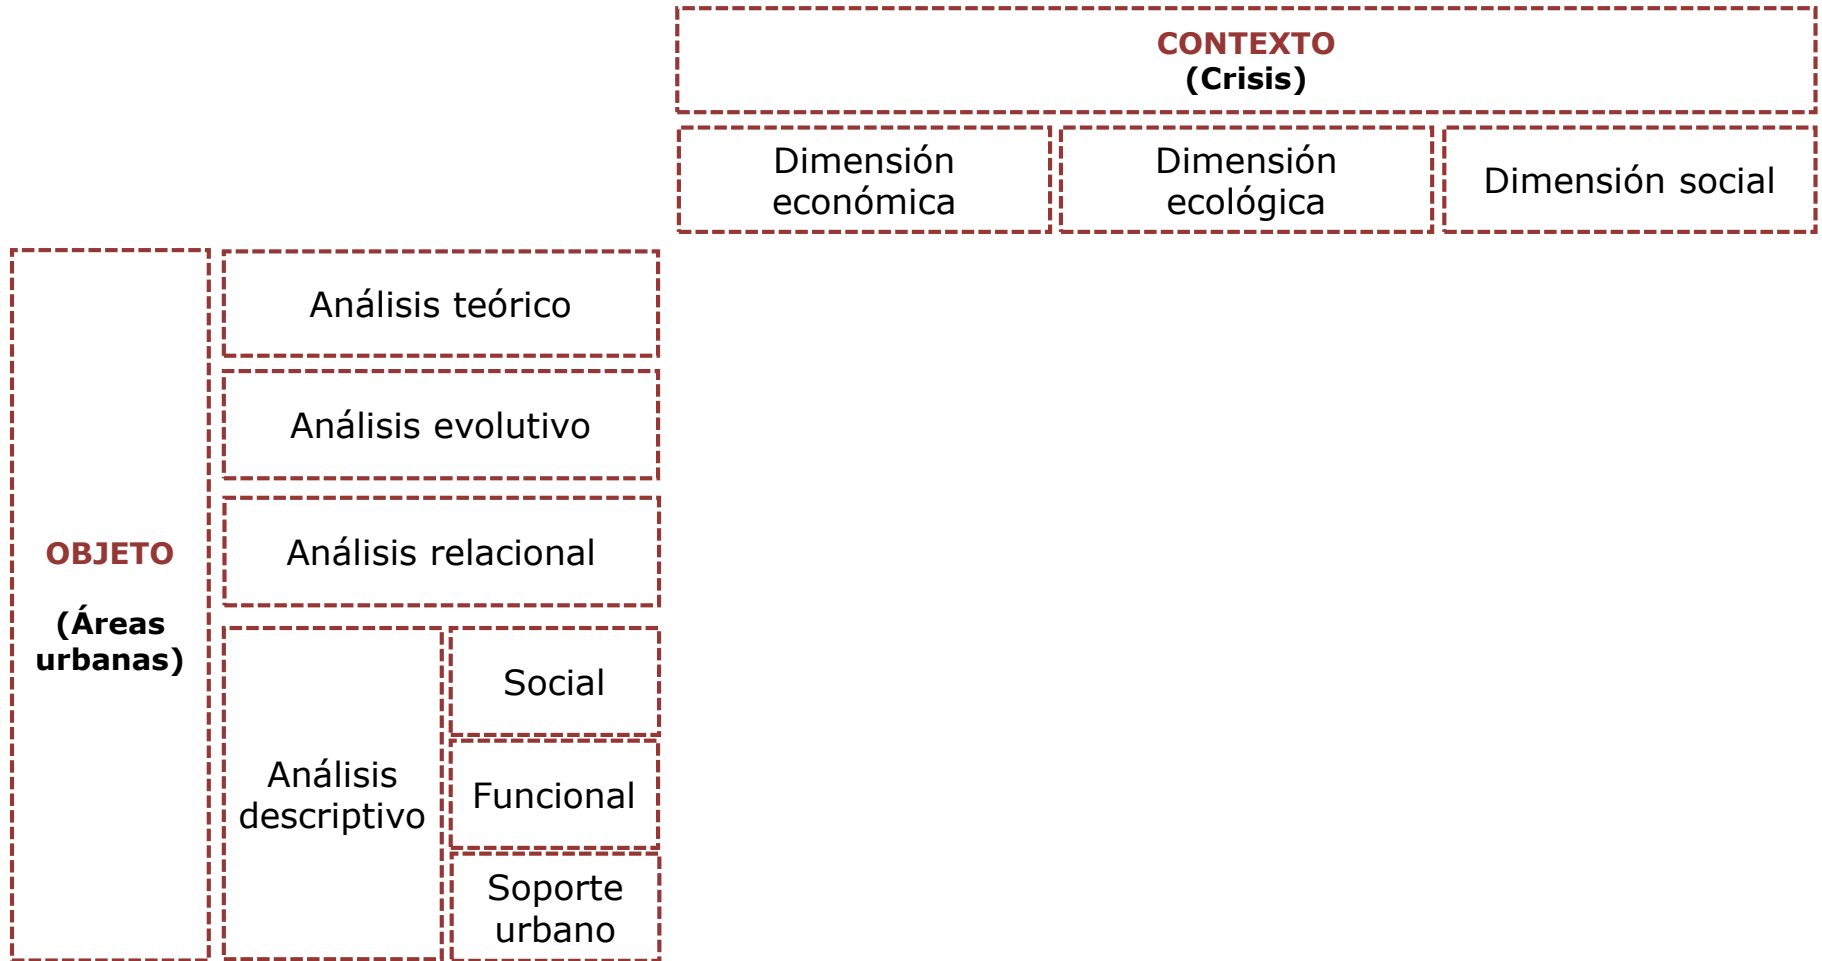 CONTEXTO
(Crisis)
Dimensión
económica
Dimensión
ecológica
Dimensión social
OBJETO
(Áreas
urbanas)
Análisis teórico
Análisis evolutivo
Análisis relacional
Análisis
descriptivo
Social
Funcional
Soporte
urbano